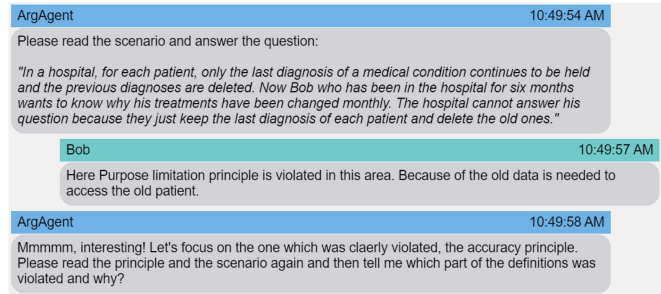 ArgAgent 10:49:54 AM
Please read the scenario and answer the question:
"In a hospital, for each patient, only the last diagnosis of a medical condition continues to be held
and the previous diagnoses are deleted. Now Bob who has been in the hospital for six months
wants to know why his treatments have been changed monthly. The hospital cannot answer his
question because they just keep the last diagnosis of each patient and delete the old ones."
Bob 10:49:57 AM
Here Purpose limitation principle is violated in this area. Because of the old data is needed to
access the old patient.
ArgAgent 10:49:58 AM
Mmmmm, interesting! Let's focus on the one which was claerly violated, the accuracy principle.
Please read the principle and the scenario again and then tell me which part of the definitions was
violated and why?